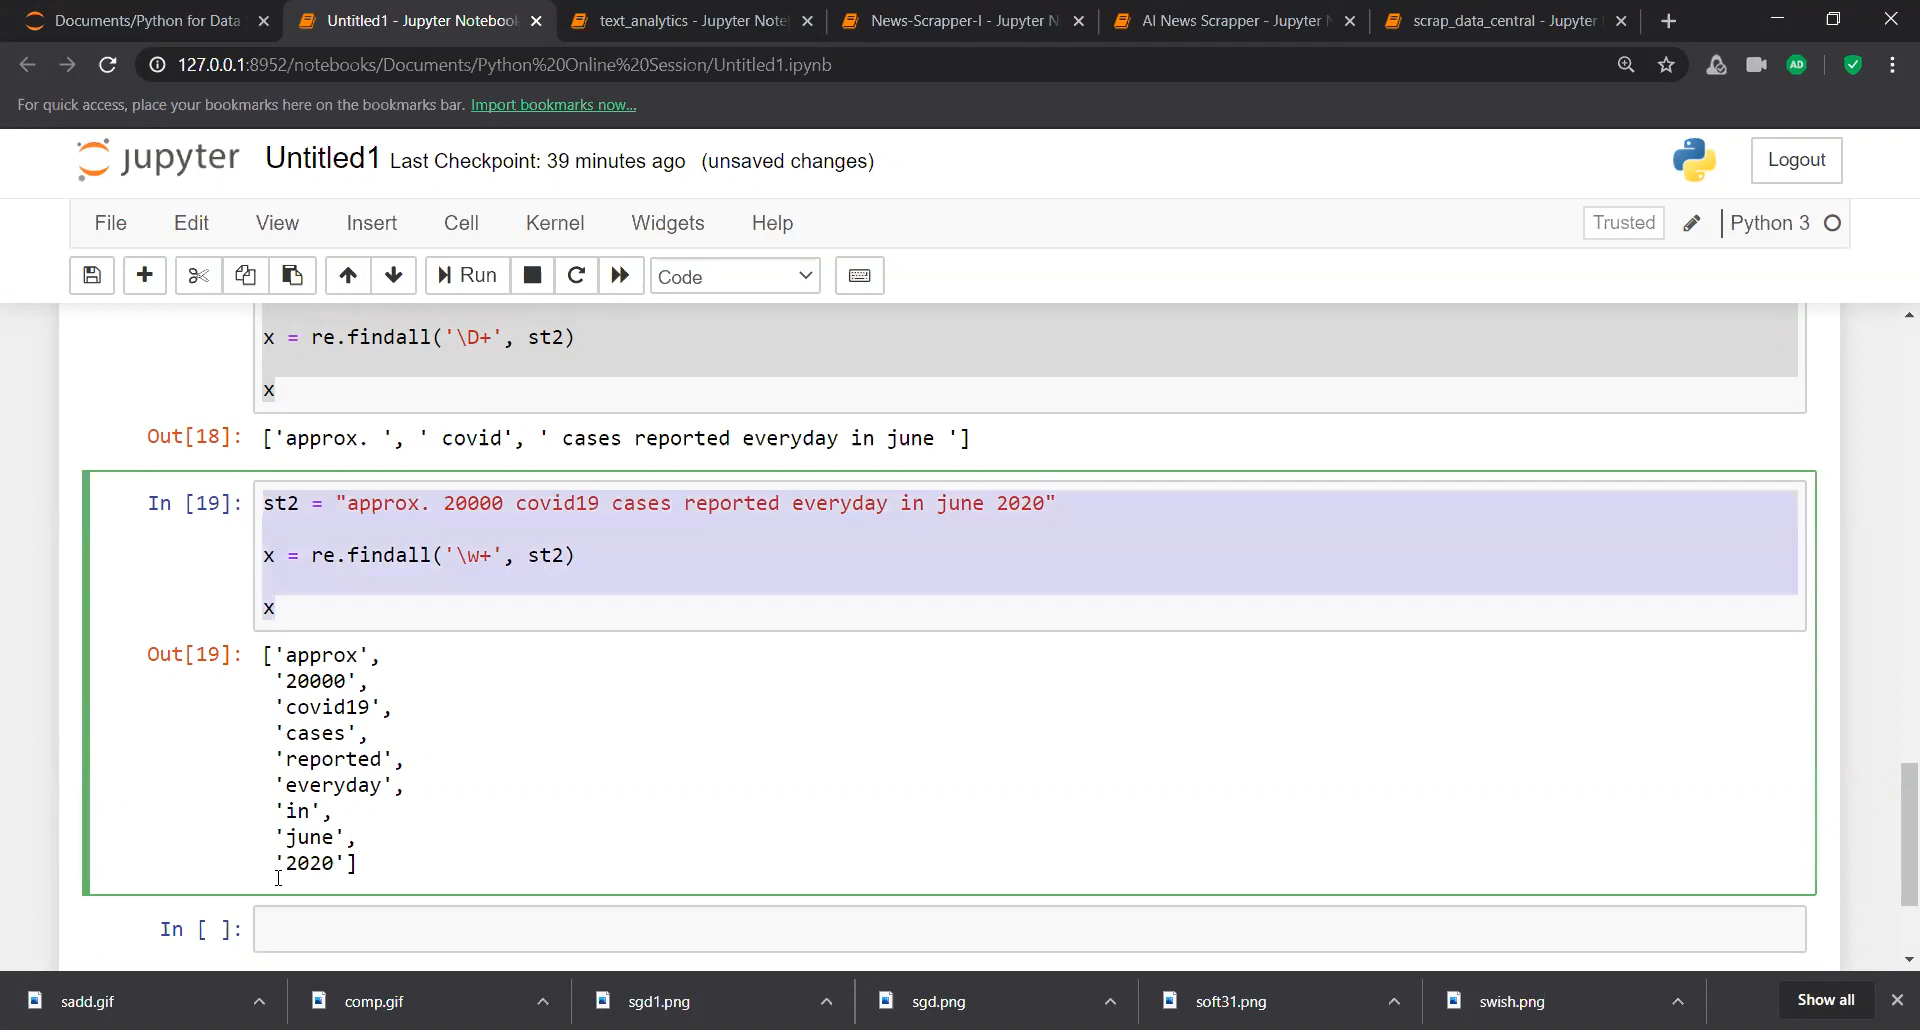 Documents/Python for Data
Untitled1 - Jupyter Notebook
text_analytics - Jupyter Note
News-Scrapper-I - Jupyter N
AI News Scrapper - Jupyter N
scrap_data_central - Jupyter
127.0.0.1:8952/notebooks/Documents/Python%20Online%20Session/Untitled1.ipynb
AD
For quick access, place your bookmarks here on the bookmarks bar. Import bookmarks now...
jupyter Untitled1 Last Checkpoint: 39 minutes ago (unsaved changes)
Logout
File Edit View Insert Cell Kernel Widgets Help
Trusted Python 3
Run Code
x = re.findall('\D+', st2)
x
Out[18]: ['approx. ', ' covid', ' cases reported everyday in june ']
In [19]: st2 = "approx. 20000 covid19 cases reported everyday in june 2020"
x = re.findall('\w+', st2)
x
Out[19]: ['approx',
'20000',
'covid19',
'cases',
'reported',
'everyday',
'in',
'june',
'2020']
In [ ]:
sadd.gif comp.gif sgd1.png sgd.png soft31.png swish.png Show all